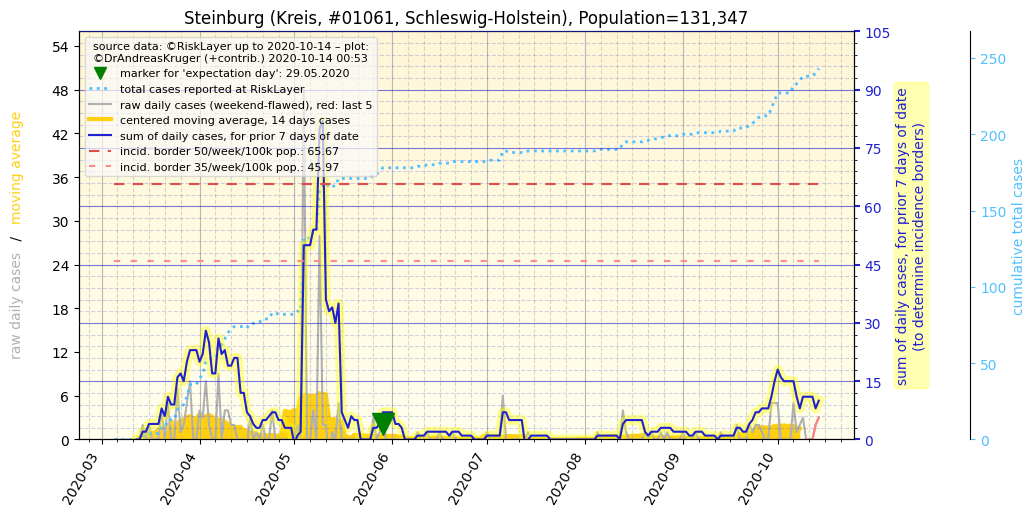 Steinburg (Kreis, #01061, Schleswig-Holstein), Population=131,347
source data: ©RiskLayer up to 2020-10-14 – plot:
©DrAndreasKruger (+contrib.) 2020-10-14 00:53
marker for 'expectation day': 29.05.2020
total cases reported at RiskLayer
raw daily cases (weekend-flawed), red: last 5
centered moving average, 14 days cases
sum of daily cases, for prior 7 days of date
incid. border 50/week/100k pop.: 65.67
incid. border 35/week/100k pop.: 45.97
raw daily cases / moving average
54
48
42
36
30
24
18
12
6
0
105
90
75
60
45
30
15
0
sum of daily cases, for prior 7 days of date
(to determine incidence borders)
250
200
150
100
50
0
cumulative total cases
2020-03
2020-04
2020-05
2020-06
2020-07
2020-08
2020-09
2020-10